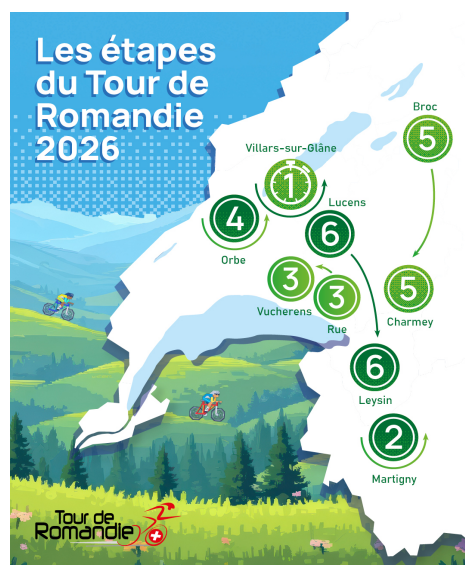 Les étapes
du Tour de
Romandie
2026
Broc
5
Villars-sur-Glâne
1
Lucens
4
6
Orbe
3
3
5
Vucherens
Rue
Charmey
6
Leysin
2
Martigny
Tour de
Romandie